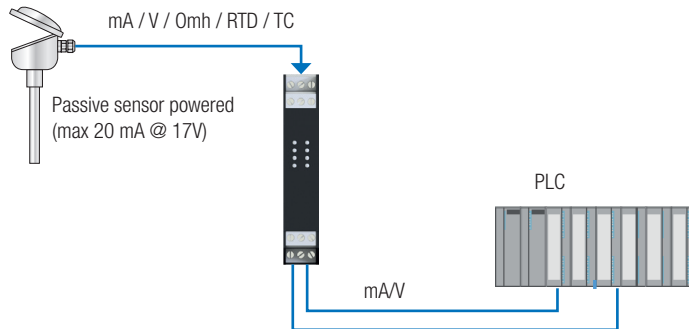 mA / V / Omh / RTD / TC
Passive sensor powered
(max 20 mA @ 17V)
PLC
mA/V